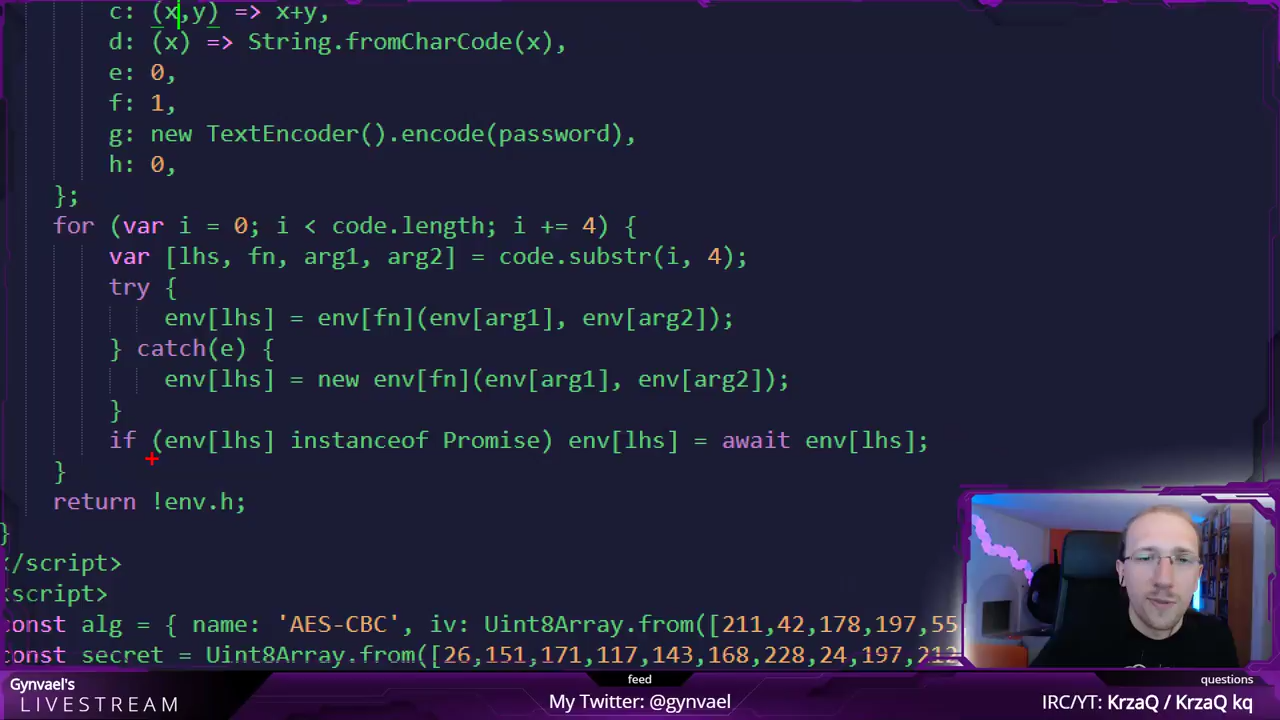 c: (x,y) => x+y,
d: (x) => String.fromCharCode(x),
e: 0,
f: 1,
g: new TextEncoder().encode(password),
h: 0,
};
for (var i = 0; i < code.length; i += 4) {
var [lhs, fn, arg1, arg2] = code.substr(i, 4);
try {
env[lhs] = env[fn](env[arg1], env[arg2]);
} catch(e) {
env[lhs] = new env[fn](env[arg1], env[arg2]);
}
if (env[lhs] instanceof Promise) env[lhs] = await env[lhs];
}
return !env.h;
}
</script>
<script>
const alg = { name: 'AES-CBC', iv: Uint8Array.from([211,42,178,197,55
const secret = Uint8Array.from([26,151,171,117,143,168,228,24,197,212
Gynvael's
LIVESTREAM
feed
My Twitter: @gynvael
questions
IRC/YT: KrzaQ / KrzaQ kq